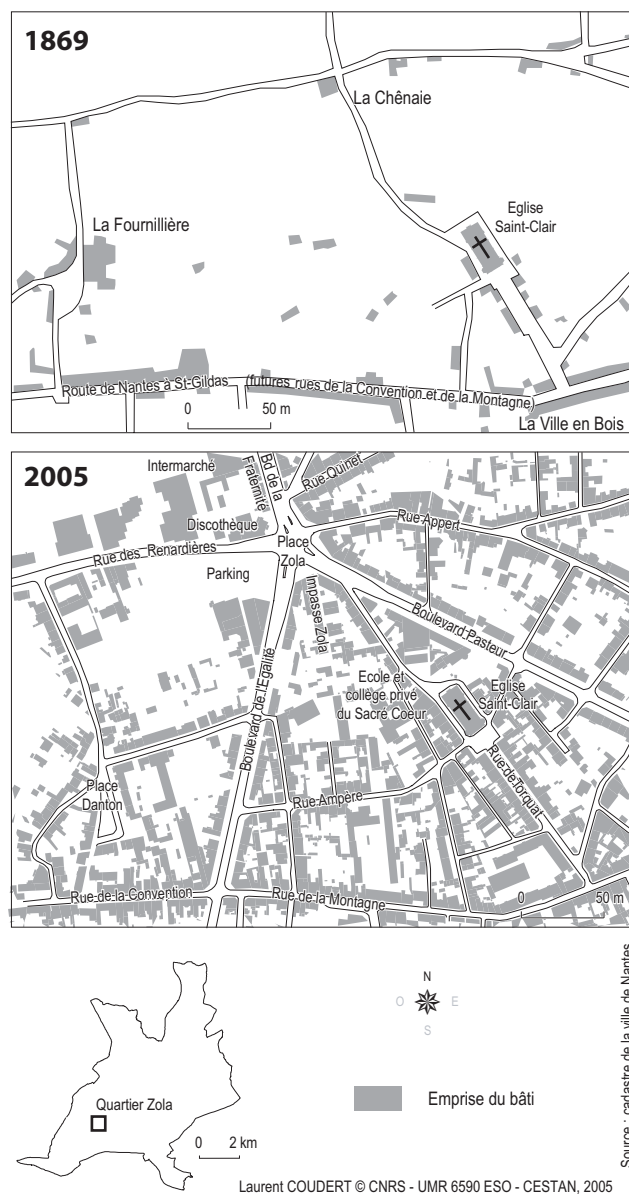 1869
La Chênaie
Eglise
Saint-Clair
La Fournillière
Route de Nantes à St-Gildas (futures rues de la Convention et de la Montagne)
0 50 m
La Ville en Bois
2005
Intermarché
Bd de la
Fraternité
Rue Quinet
Discothèque
Rue Appert
Place
Zola
Rue des Renardières
Parking
Impasse Zola
Boulevard Pasteur
Boulevard de l'Egalité
Ecole et
collège privé
du Sacré Coeur
Eglise
Saint-Clair
Rue de Torquat
Place
Danton
Rue Ampère
Rue de la Convention
Rue de la Montagne
0 50 m
N
O E
S
Quartier Zola
0 2 km
Emprise du bâti
Source : cadastre de la ville de Nantes
Laurent COUDERT © CNRS - UMR 6590 ESO - CESTAN, 2005